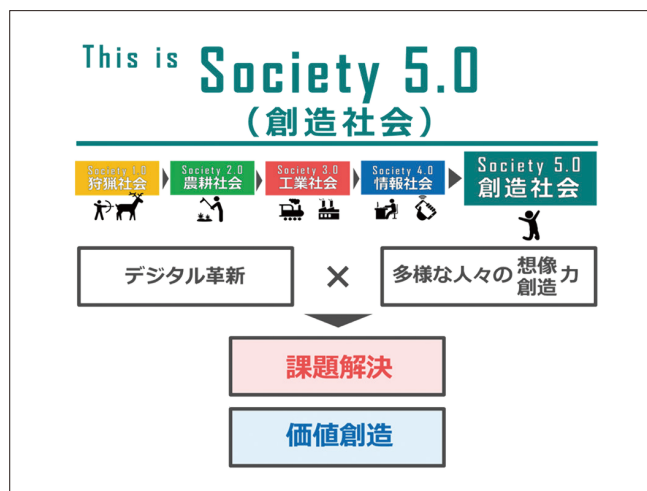 This is Society 5.0
(創造社会)
Society 1.0
狩猟社会
Society 2.0
農耕社会
Society 3.0
工業社会
Society 4.0
情報社会
Society 5.0
創造社会
デジタル革新
×
多様な人々の想像創造力
課題解決
価値創造